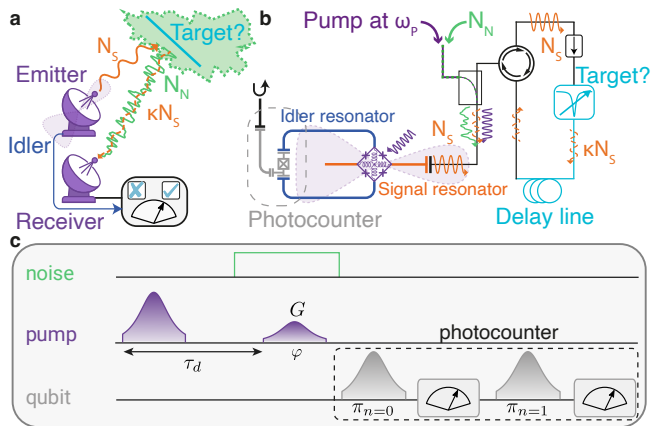 a
N_S
Target?
Emitter
N_N
κN_S
Idler
Receiver
b
Pump at ω_P
N_N
N_S
Target?
Idler resonator
N_S
κN_S
Signal resonator
Photocounter
Delay line
c
noise
pump
G
photocounter
τ_d
φ
qubit
π_{n=0}
π_{n=1}